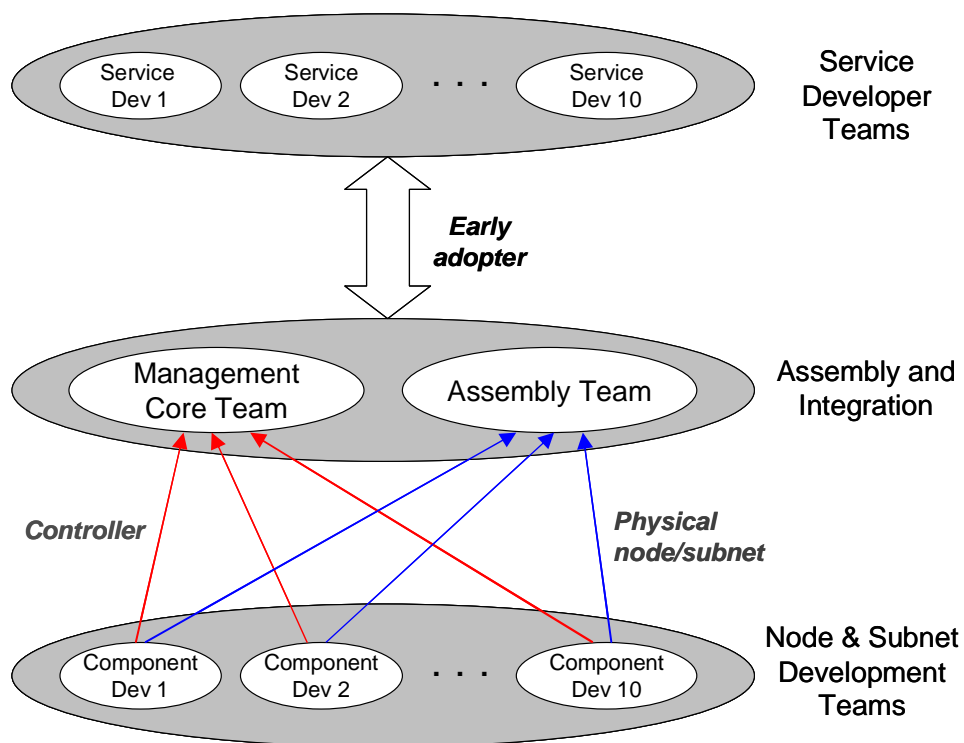 Service
Dev 1
Service
Dev 2
. . .
Service
Dev 10
Service
Developer
Teams
Early
adopter
Management
Core Team
Assembly Team
Assembly and
Integration
Controller
Physical
node/subnet
Component
Dev 1
Component
Dev 2
. . .
Component
Dev 10
Node & Subnet
Development
Teams